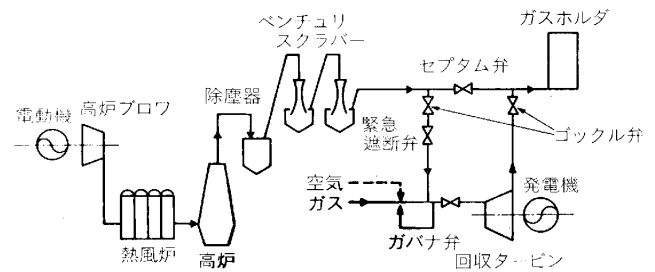 ベンチュリ
スクラバー
ガスホルダ
セプタム弁
除塵器
高炉ブロワ
電動機
緊急
遮断弁
ゴックル弁
空気
ガス
発電機
ガバナ弁
熱風炉
高炉
回収タービン